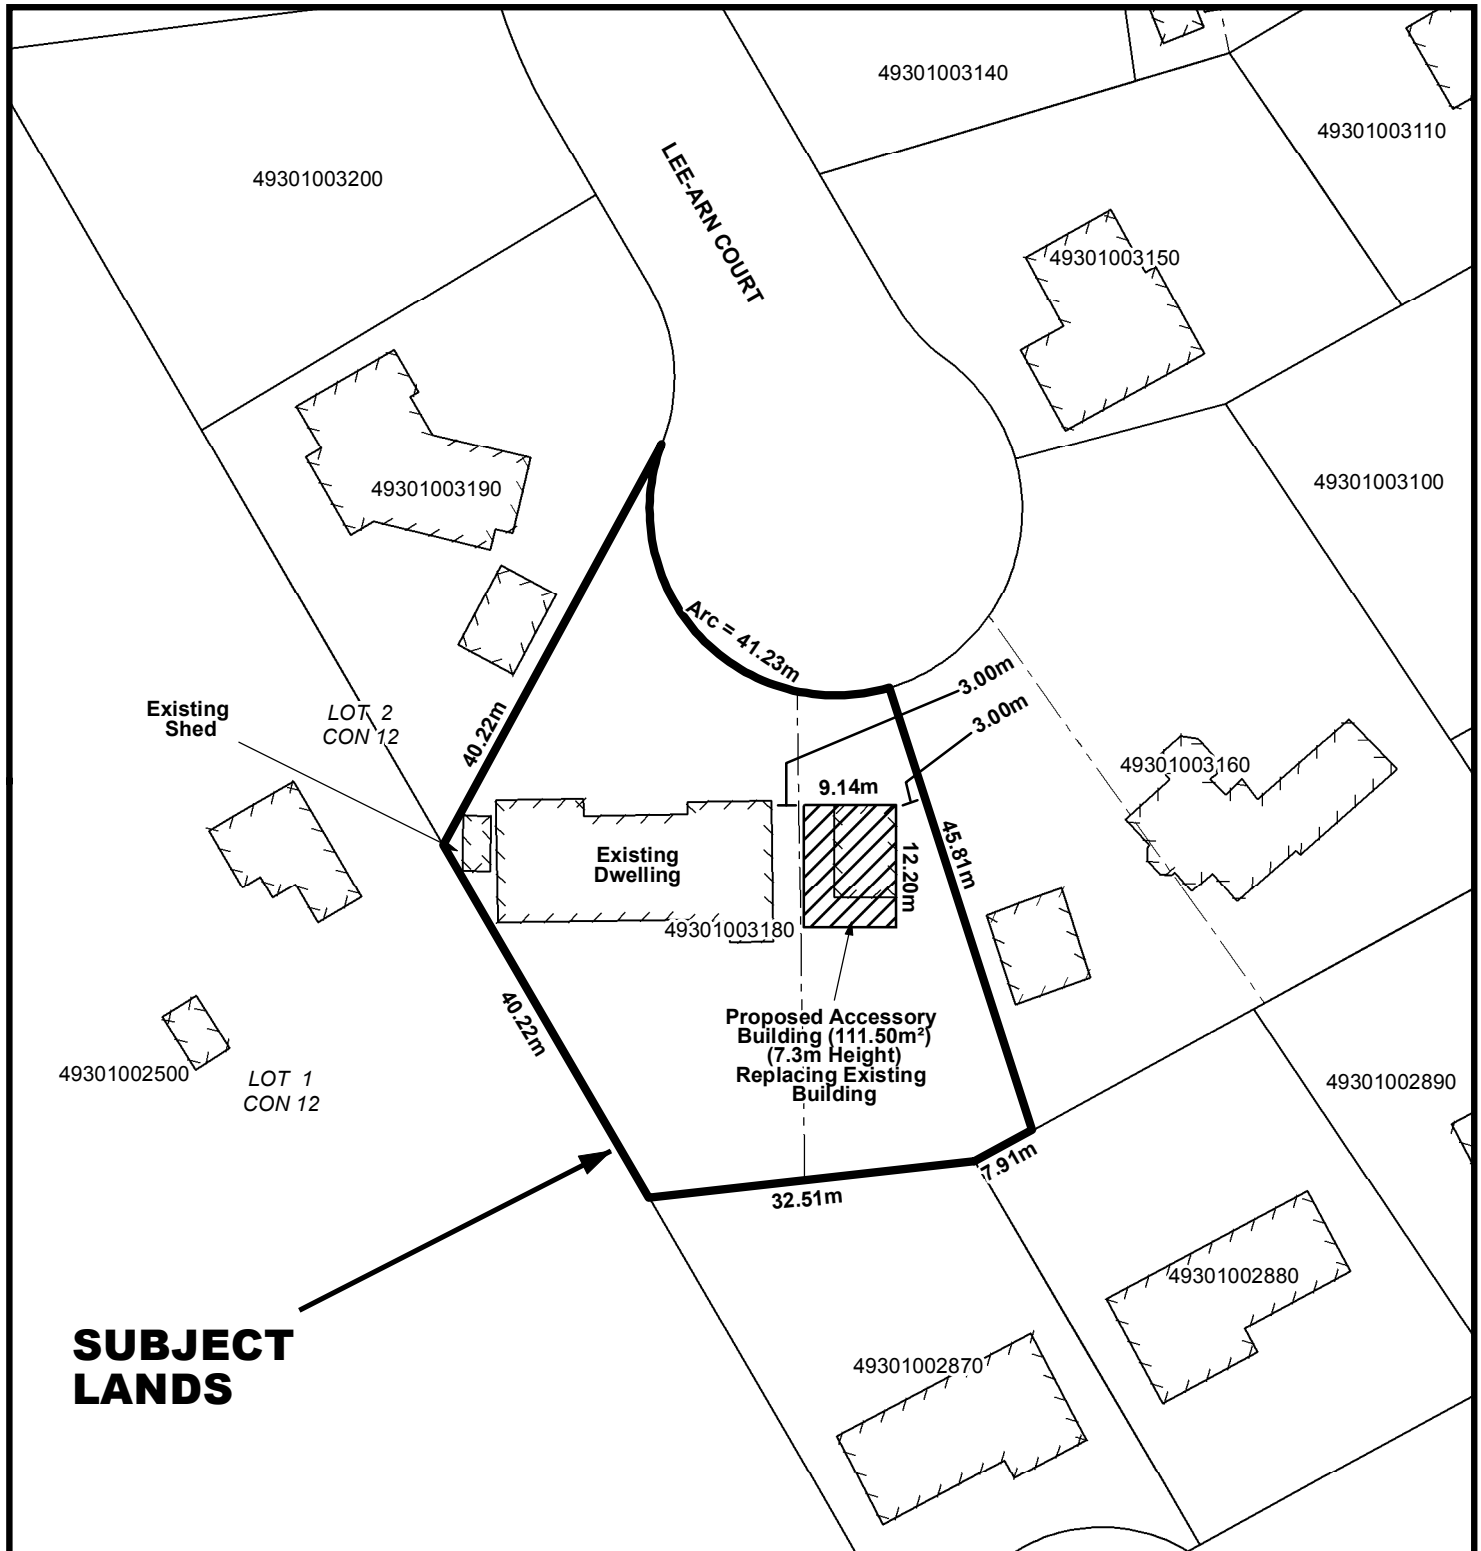 49301003140
49301003110
49301003200
LEE-ARN COURT
49301003150
49301003100
49301003190
Arc = 41.23m
3.00m
3.00m
Existing
Shed
LOT 2
CON 12
40.22m
49301003160
9.14m
45.81m
12.20m
Existing
Dwelling
49301003180
40.22m
Proposed Accessory
Building (111.50m²)
(7.3m Height)
Replacing Existing
Building
49301002500
LOT 1
CON 12
49301002890
7.91m
32.51m
49301002880
SUBJECT
LANDS
49301002870